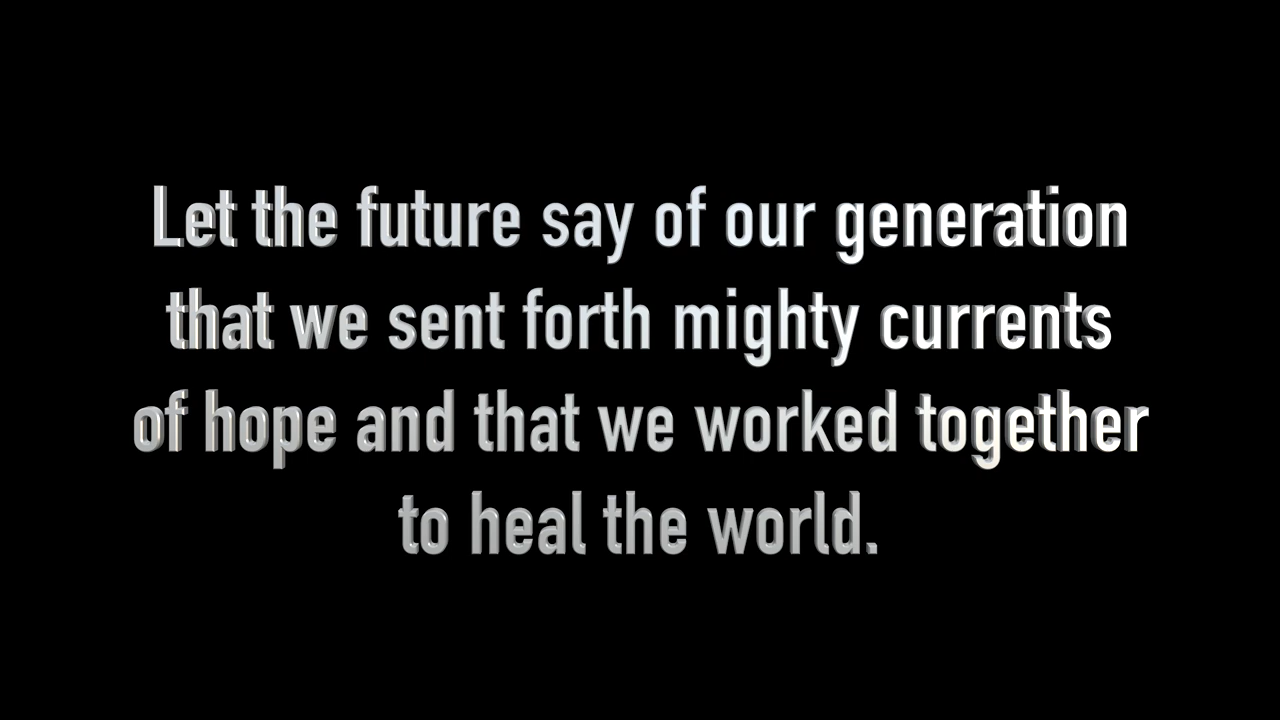 Let the future say of our generation
that we sent forth mighty currents
of hope and that we worked together
to heal the world.